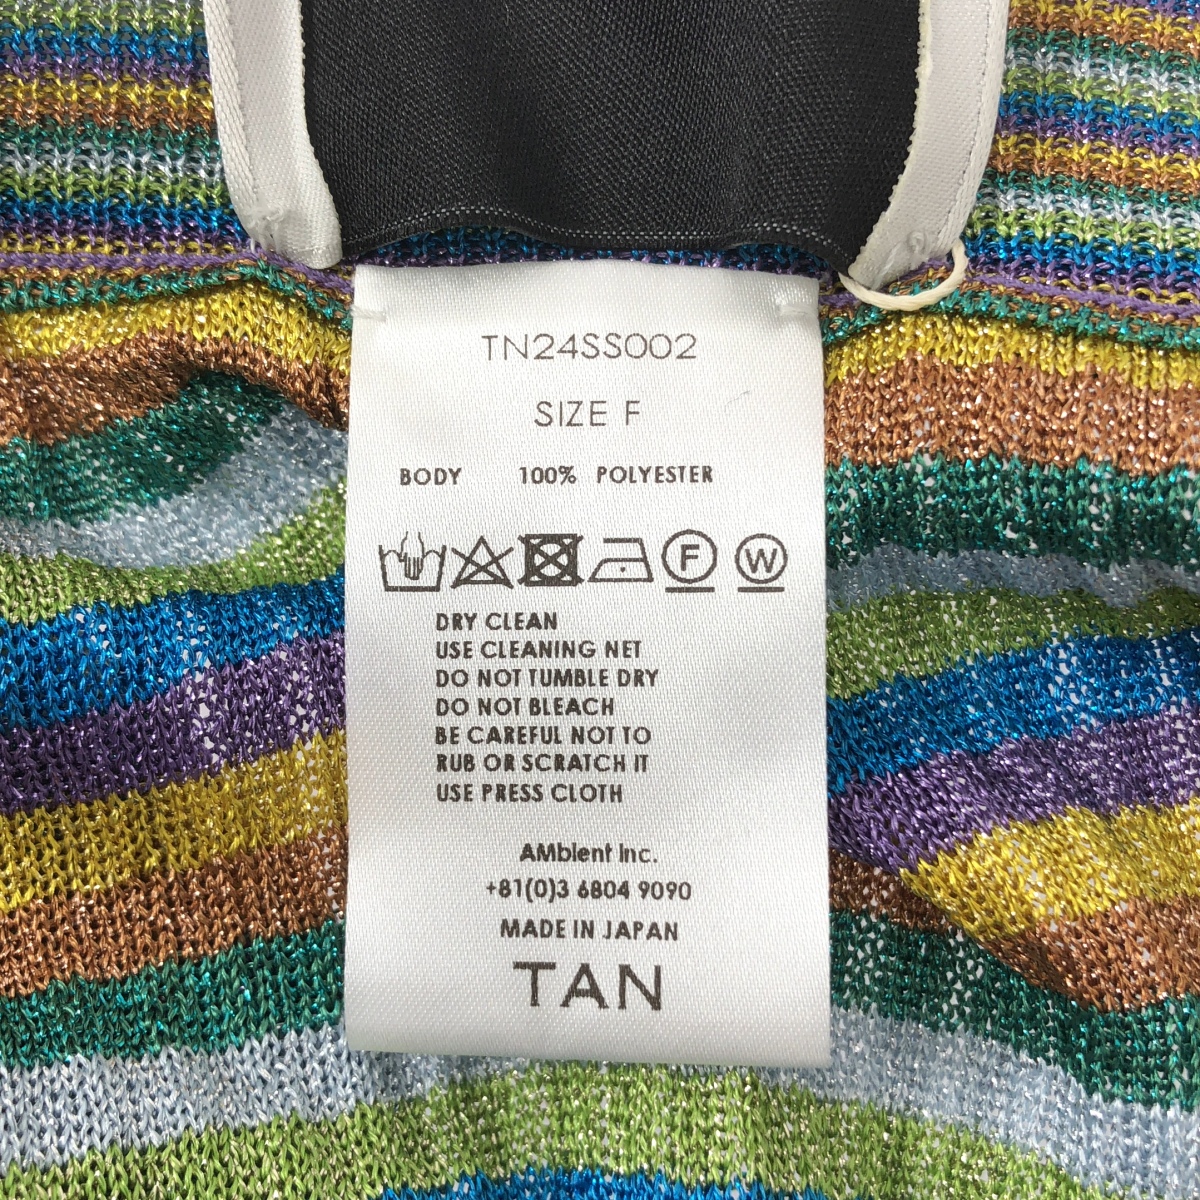 TN24SS002
SIZE F
BODY 100% POLYESTER
F W
DRY CLEAN
USE CLEANING NET
DO NOT TUMBLE DRY
DO NOT BLEACH
BE CAREFUL NOT TO
RUB OR SCRATCH IT
USE PRESS CLOTH
AMbient Inc.
+81(0)3 6804 9090
MADE IN JAPAN
TAN